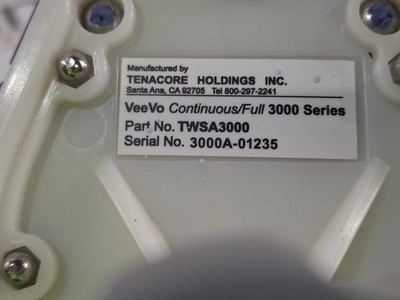 Manufactured by
TENACORE HOLDINGS INC.
Santa Ana, CA 92705 Tel 800-297-2241
VeeVo Continuous/Full 3000 Series
Part No. TWSA3000
Serial No. 3000A-01235